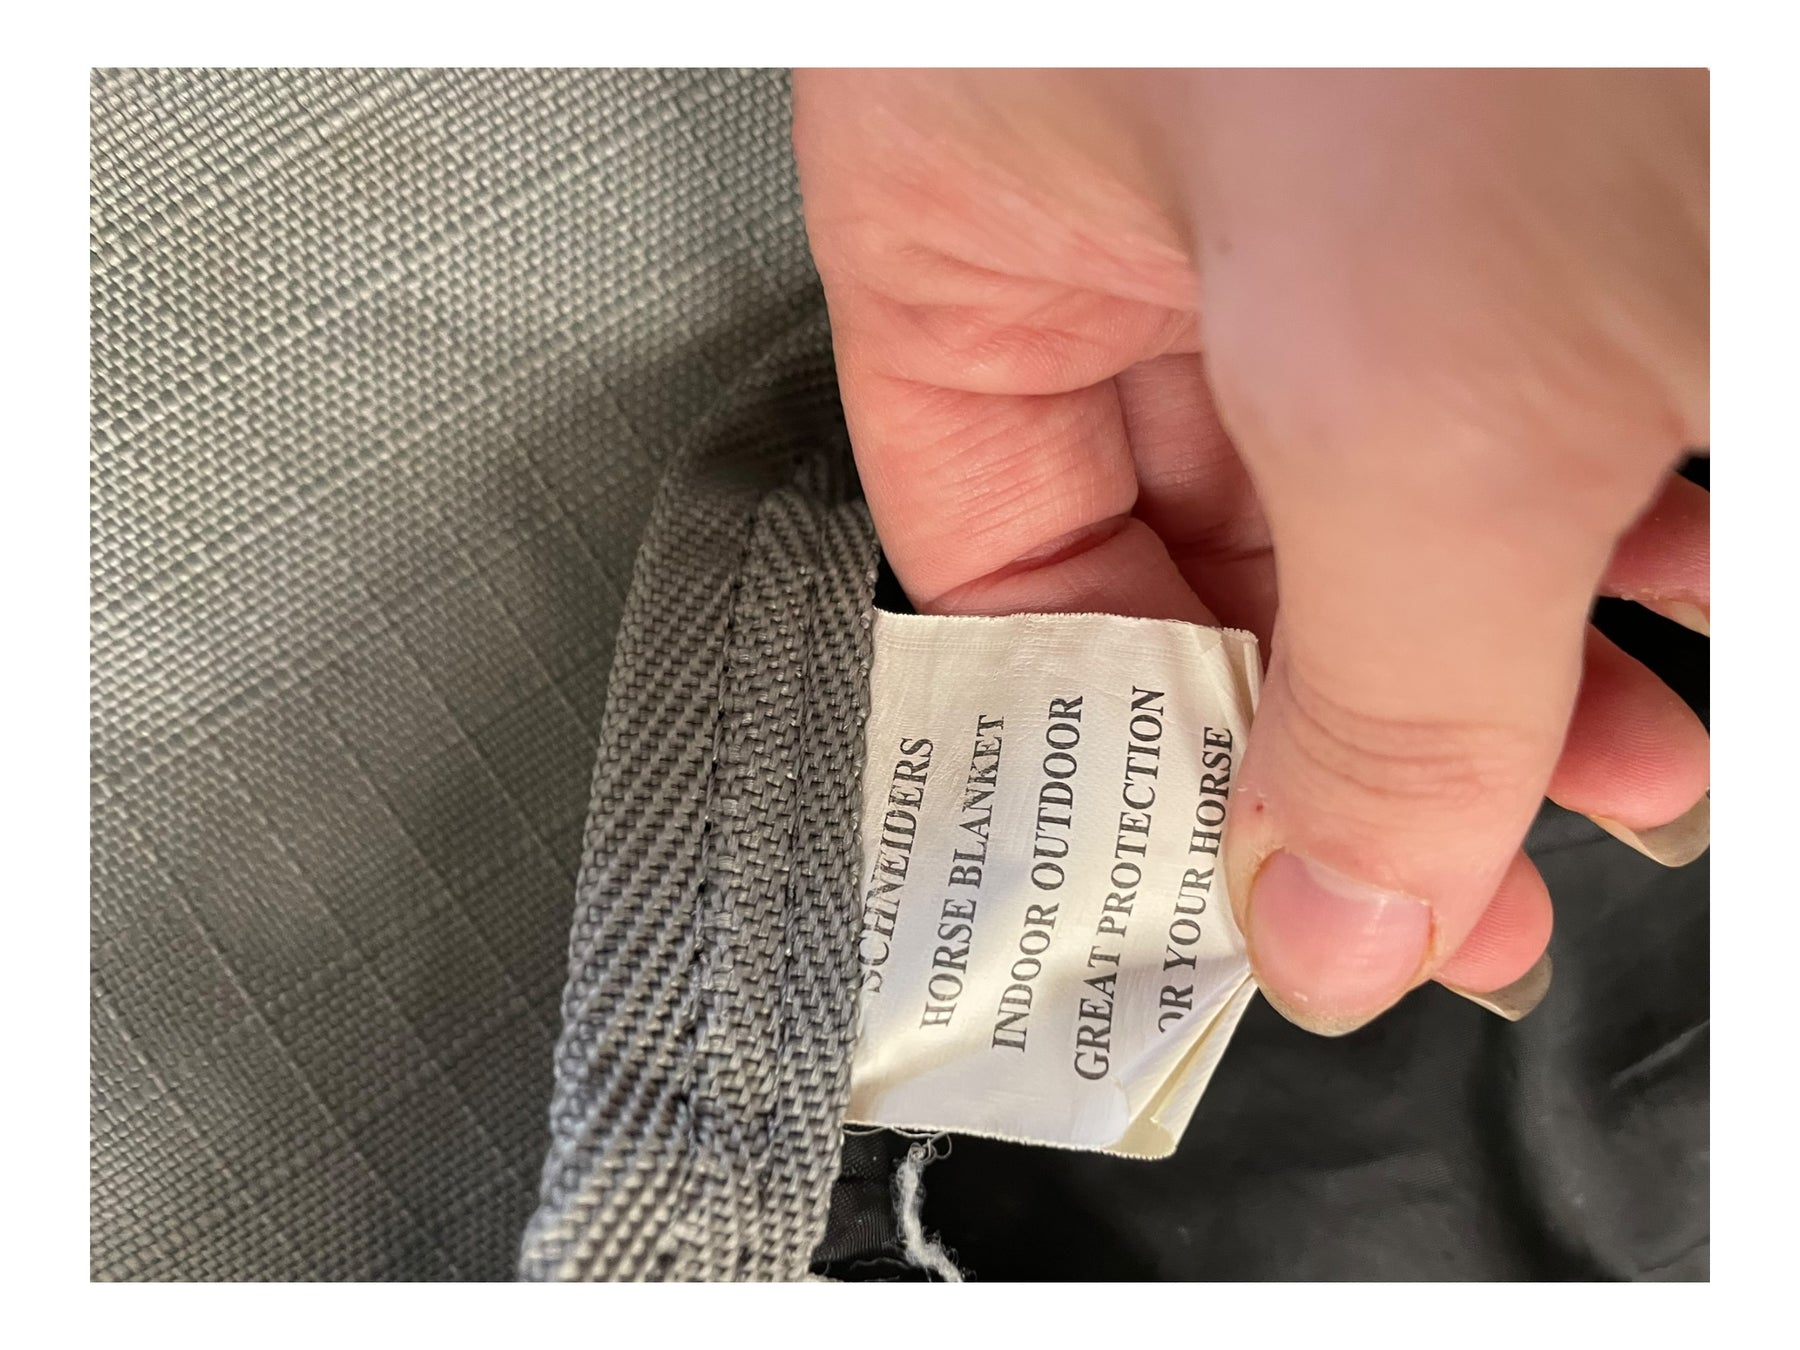 SCHNEIDERS
HORSE BLANKET
INDOOR OUTDOOR
GREAT PROTECTION
OR YOUR HORSE